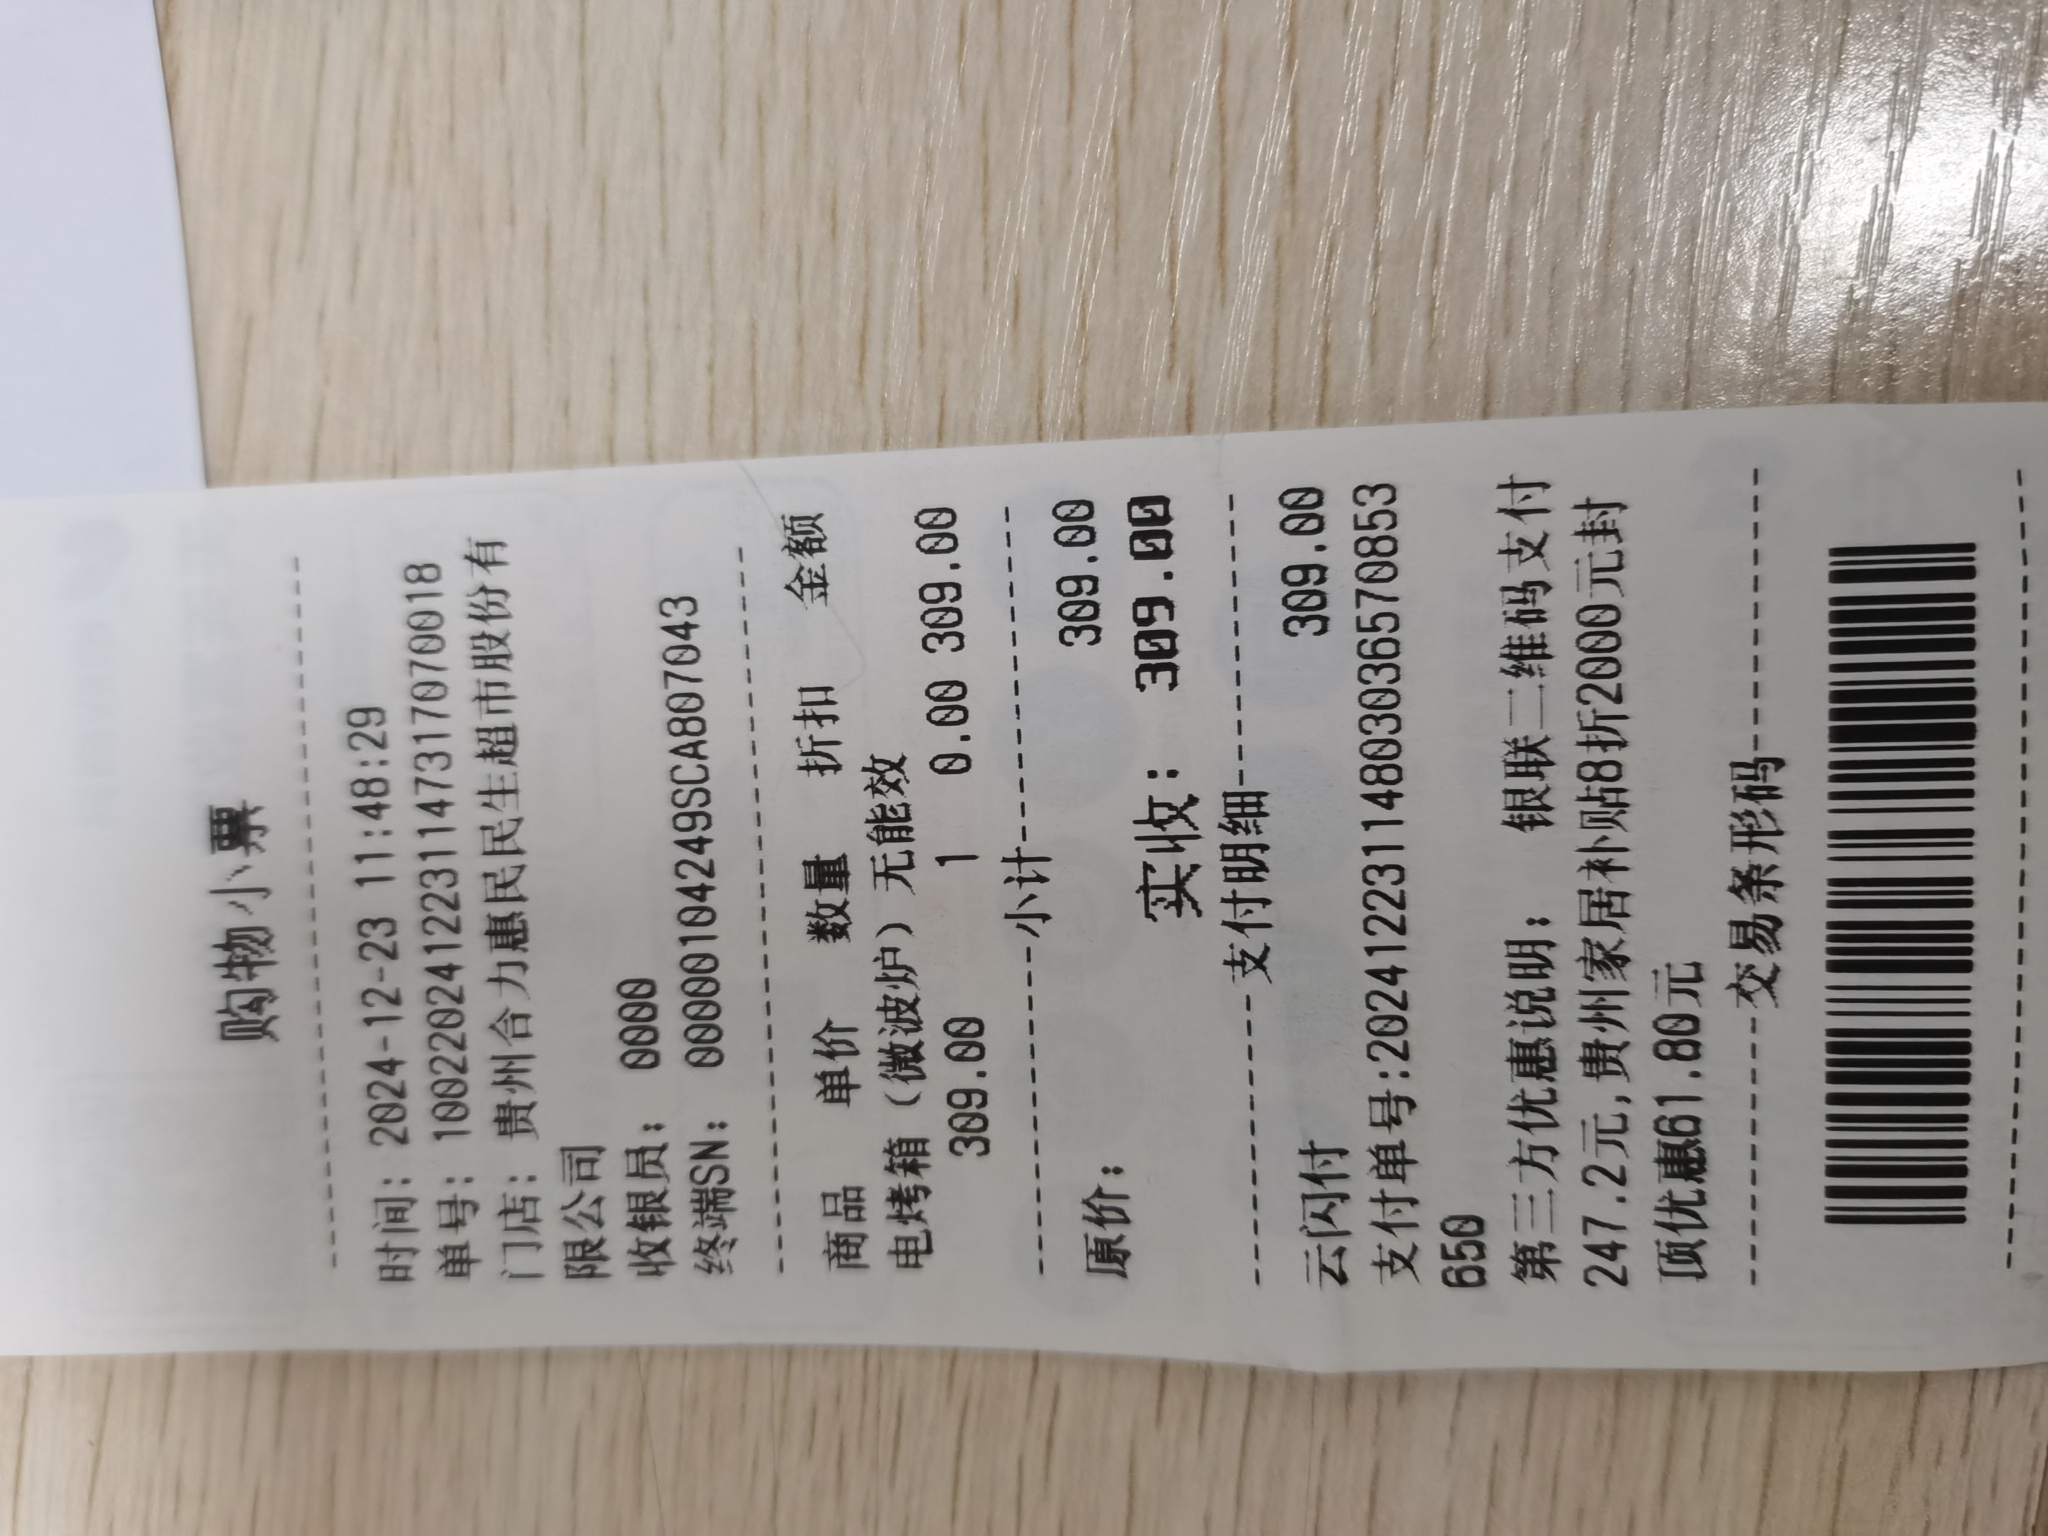 购物小票
时间: 2024-12-23 11:48:29
单号: 1002202412231147317070018
门店: 贵州合力惠民民生超市股份有
限公司
收银员: 0000
终端SN: 00000104249SCA807043
商品 单价 数量 折扣 金额
电烤箱（微波炉）无能效
309.00 1 0.00 309.00
小计
原价: 309.00
实收: 309.00
支付明细
云闪付 309.00
支付单号:20241223114803036570853
650
第三方优惠说明: 银联二维码支付
247.2元,贵州家居补贴8折2000元封
顶优惠61.80元
交易条形码